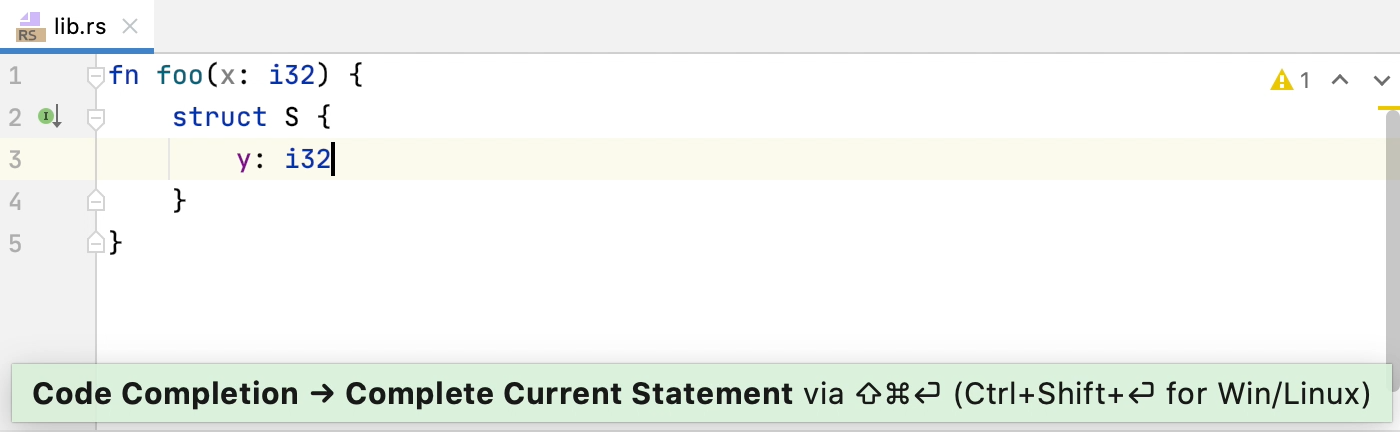 RS lib.rs
1 fn foo(x: i32) { 1
2 I struct S {
3 y: i32
4 }
5 }
Code Completion → Complete Current Statement via ⇧⌘⏎ (Ctrl+Shift+⏎ for Win/Linux)